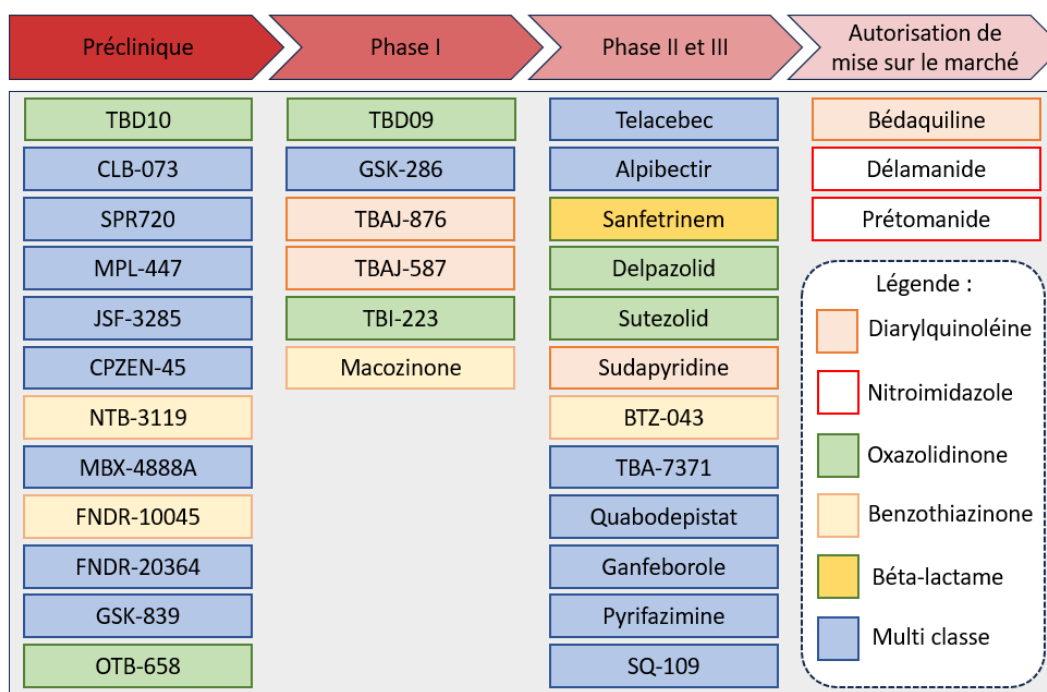 Préclinique
Phase I
Phase II et III
Autorisation de
mise sur le marché
TBD10
CLB-073
SPR720
MPL-447
JSF-3285
CPZEN-45
NTB-3119
MBX-4888A
FNDR-10045
FNDR-20364
GSK-839
OTB-658
TBD09
GSK-286
TBAJ-876
TBAJ-587
TBI-223
Macozinone
Telacebec
Alpibectir
Sanfetrinem
Delpazolid
Sutezolid
Sudapyridine
BTZ-043
TBA-7371
Quabodepistat
Ganfeborole
Pyrifazimine
SQ-109
Bédaquiline
Délamanide
Prétomanide
Légende :
Diarylquinoléine
Nitroimidazole
Oxazolidinone
Benzothiazinone
Béta-lactame
Multi classe